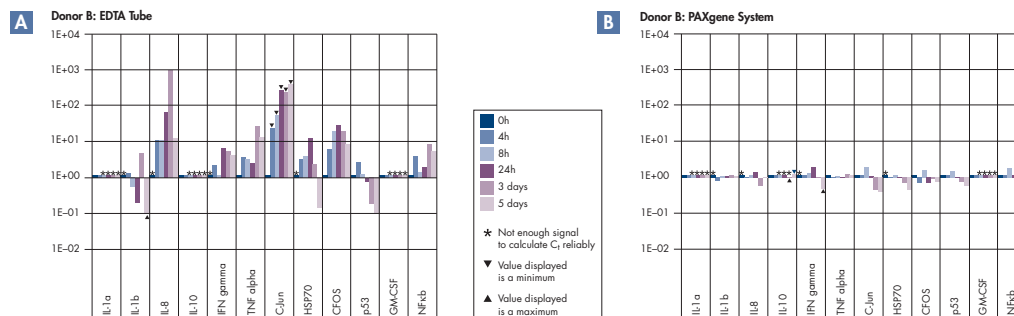 A
Donor B: EDTA Tube
1E+04
1E+03
1E+02
1E+01
1E+00
1E–01
1E–02
IL-1a
IL-1b
IL-8
IL-10
IFN gamma
TNF alpha
C-Jun
HSP70
CFOS
p53
GM-CSF
NFkb
0h
4h
8h
24h
3 days
5 days
* Not enough signal
to calculate Ct reliably
▼ Value displayed
is a minimum
▲ Value displayed
is a maximum
B
Donor B: PAXgene System
1E+04
1E+03
1E+02
1E+01
1E+00
1E–01
1E–02
IL-1a
IL-1b
IL-8
IL-10
IFN gamma
TNF alpha
C-Jun
HSP70
CFOS
p53
GM-CSF
NFkb